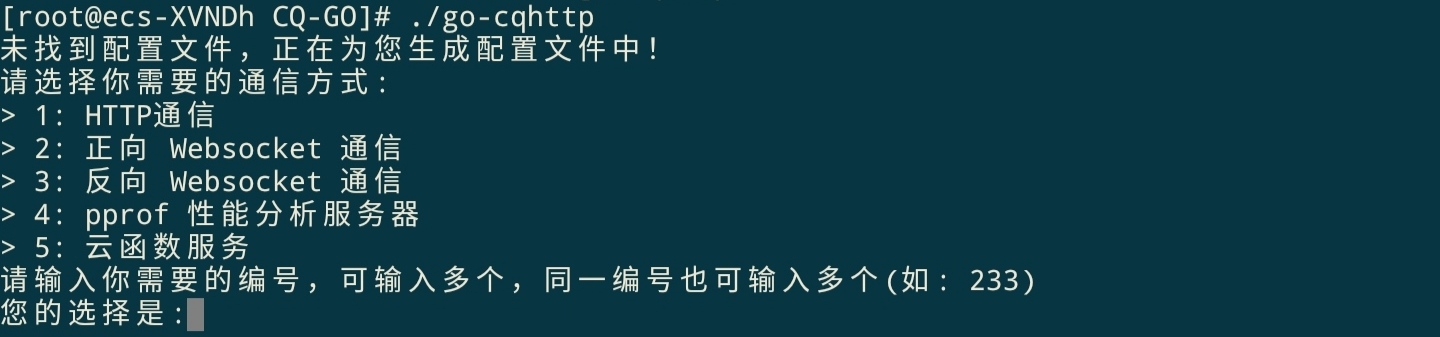 [root@ecs-XVNDh CQ-GO]# ./go-cqhttp
未找到配置文件，正在为您生成配置文件中！
请选择你需要的通信方式:
> 1: HTTP通信
> 2: 正向 Websocket 通信
> 3: 反向 Websocket 通信
> 4: pprof 性能分析服务器
> 5: 云函数服务
请输入你需要的编号，可输入多个，同一编号也可输入多个(如: 233)
您的选择是: